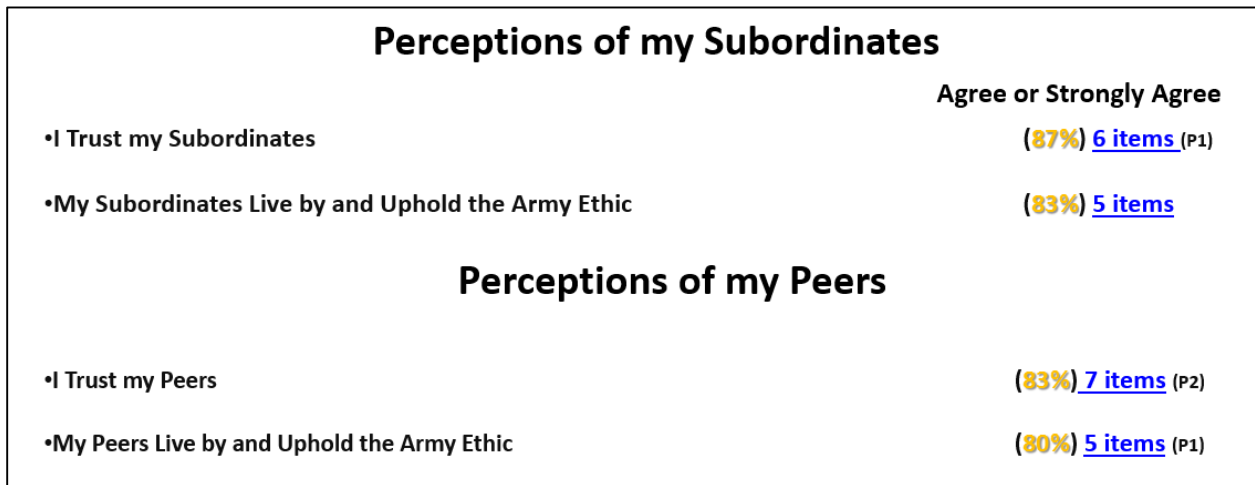 Perceptions of my Subordinates
Agree or Strongly Agree
•I Trust my Subordinates (87%) 6 items (P1)
•My Subordinates Live by and Uphold the Army Ethic (83%) 5 items
Perceptions of my Peers
•I Trust my Peers (83%) 7 items (P2)
•My Peers Live by and Uphold the Army Ethic (80%) 5 items (P1)